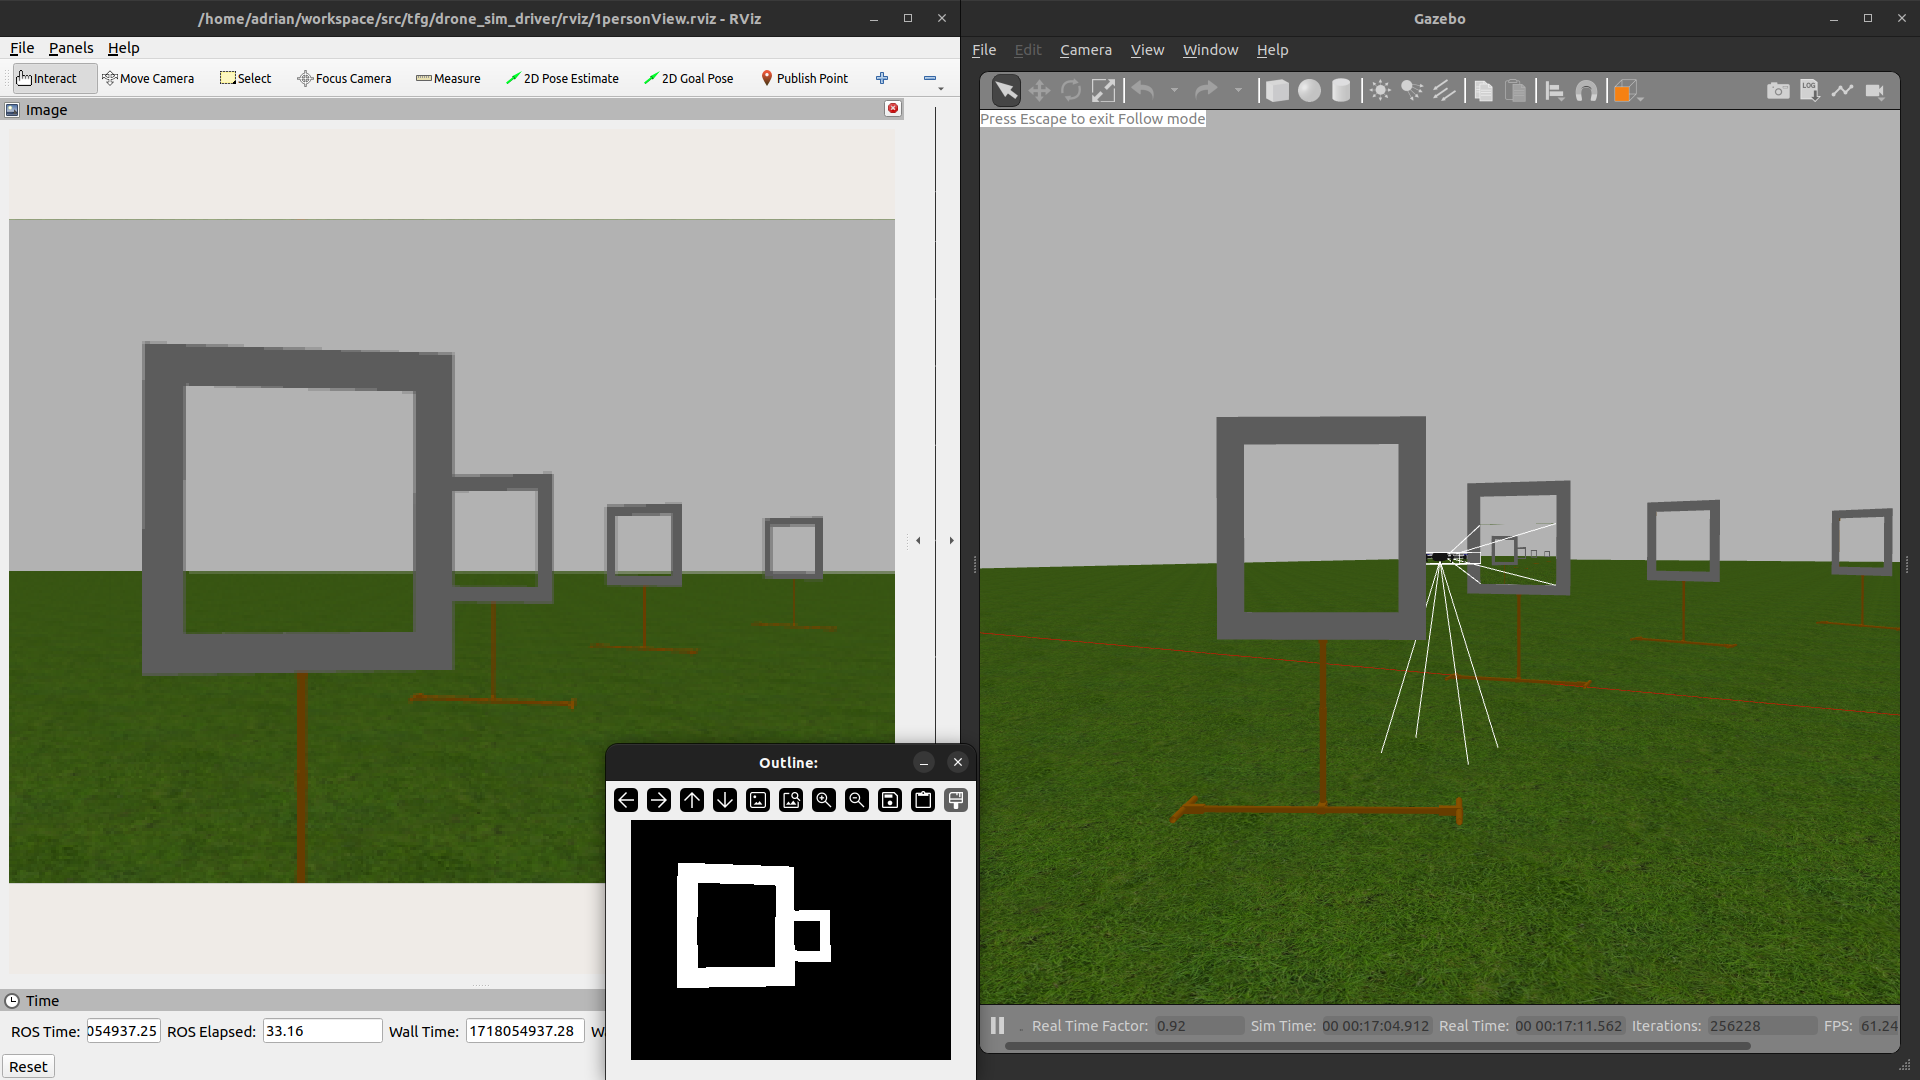 /home/adrian/workspace/src/tfg/drone_sim_driver/rviz/1personView.rviz - RViz
File Panels Help
Interact Move Camera Select Focus Camera Measure 2D Pose Estimate 2D Goal Pose Publish Point
Image
Time
ROS Time: 054937.25 ROS Elapsed: 33.16 Wall Time: 1718054937.28 W
Reset
Outline:
Gazebo
File Edit Camera View Window Help
LOG
Press Escape to exit Follow mode
Real Time Factor: 0.92 Sim Time: 00 00:17:04.912 Real Time: 00 00:17:11.562 Iterations: 256228 FPS: 61.24